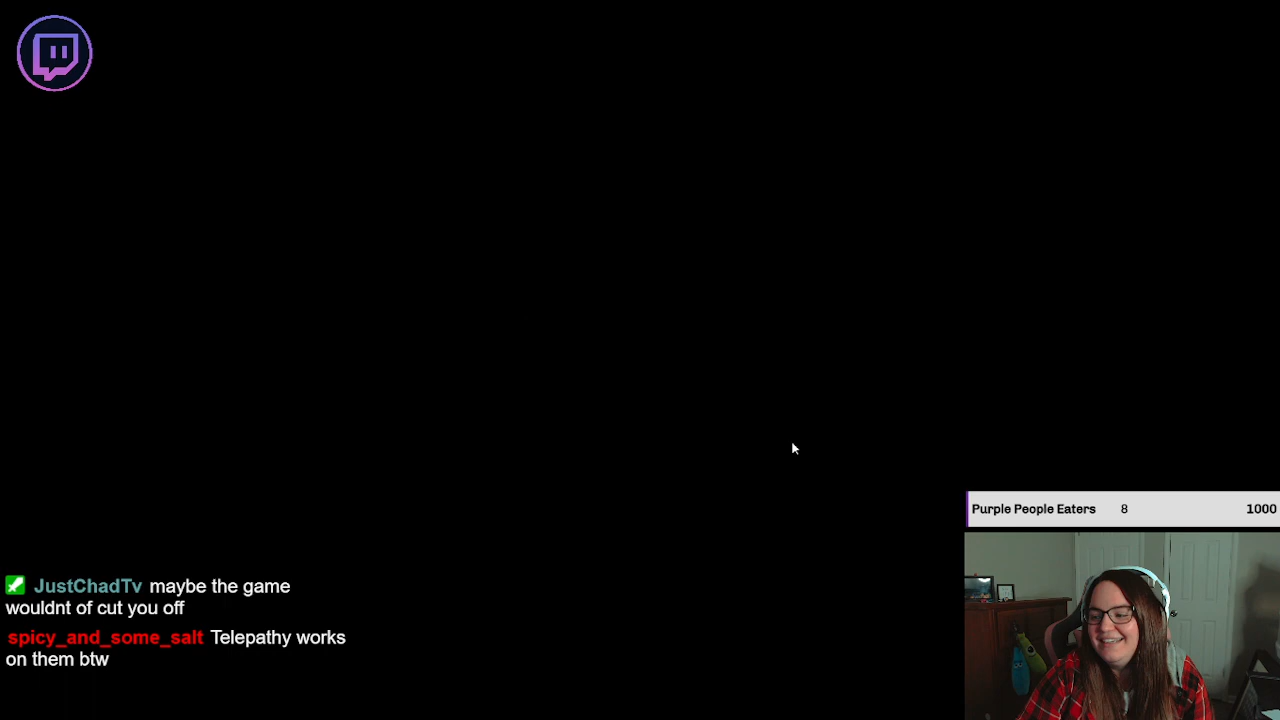 Purple People Eaters 8 1000
JustChadTv maybe the game
wouldnt of cut you off
spicy_and_some_salt Telepathy works
on them btw